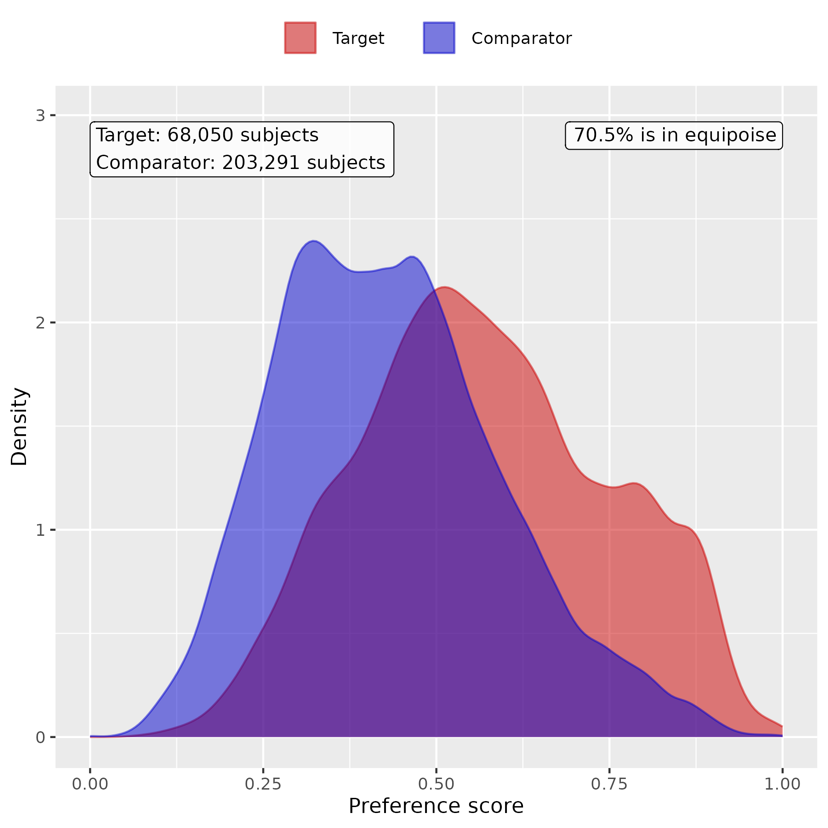 Target
Comparator
3
Target: 68,050 subjects
Comparator: 203,291 subjects
70.5% is in equipoise
2
1
0
Density
0.00
0.25
0.50
0.75
1.00
Preference score